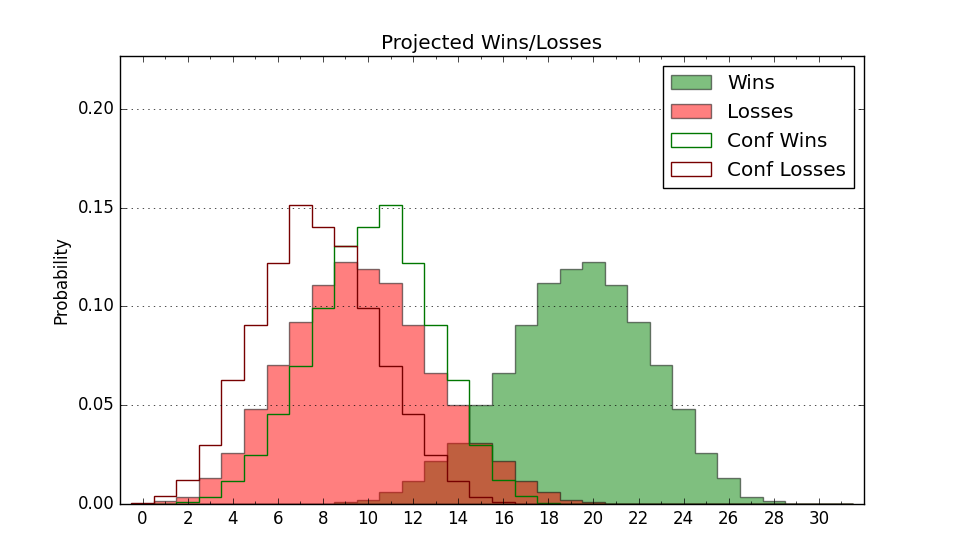 Projected Wins/Losses
Wins
Losses
Conf Wins
Conf Losses
Probability
0.20
0.15
0.10
0.05
0.00
0 2 4 6 8 10 12 14 16 18 20 22 24 26 28 30